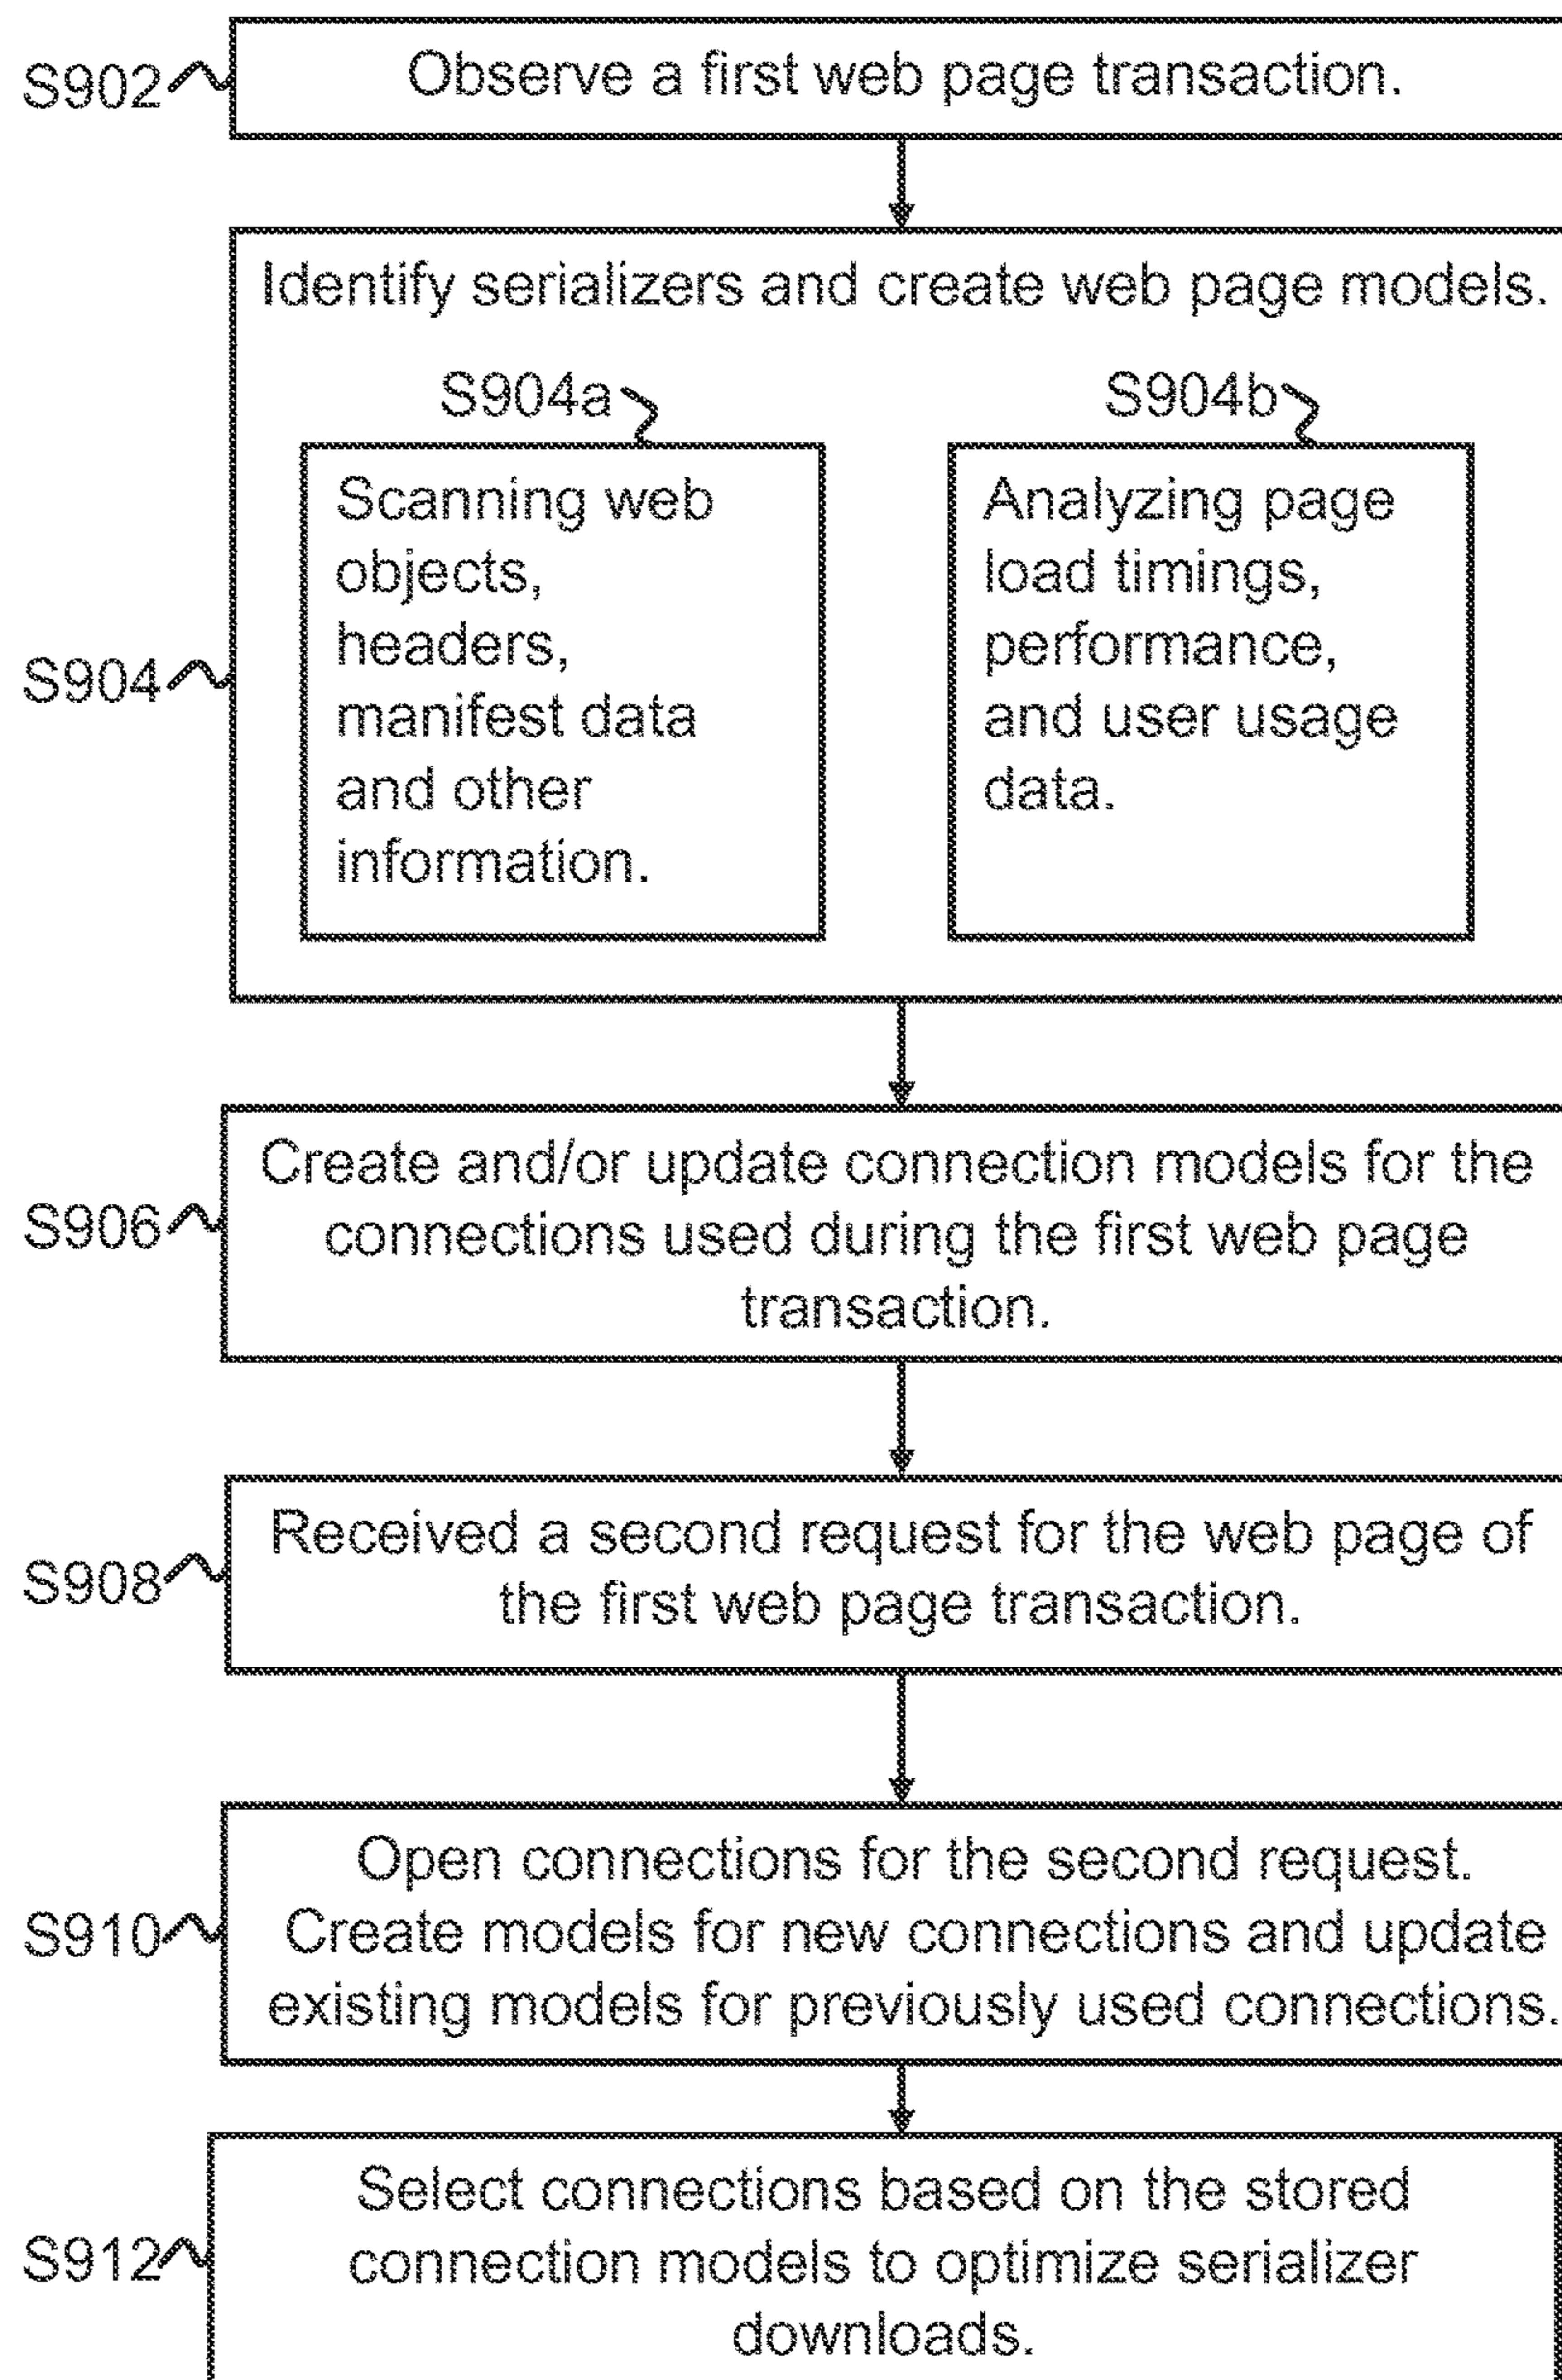 S902
Observe a first web page transaction.
Identify serializers and create web page models.
S904a
S904b
Scanning web
objects,
headers,
manifest data
and other
information.
Analyzing page
load timings,
performance,
and user usage
data.
S904
Create and/or update connection models for the
connections used during the first web page
transaction.
S906
Received a second request for the web page of
the first web page transaction.
S908
Open connections for the second request.
Create models for new connections and update
existing models for previously used connections.
S910
Select connections based on the stored
connection models to optimize serializer
downloads.
S912